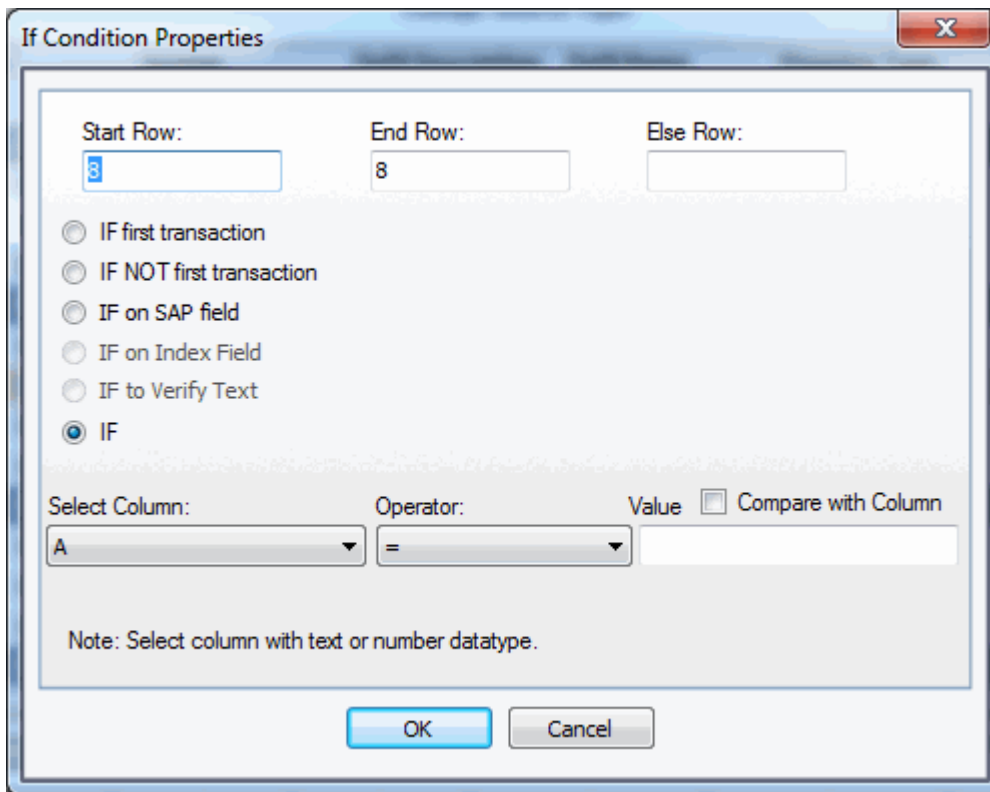 If Condition Properties
Start Row: End Row: Else Row:
8 8
IF first transaction
IF NOT first transaction
IF on SAP field
IF on Index Field
IF to Verify Text
IF
Select Column: Operator: Value Compare with Column
A =
Note: Select column with text or number datatype.
OK Cancel